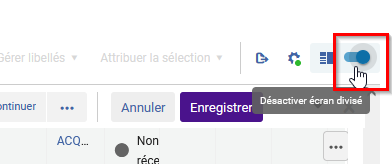 Gérer libellés
Attribuer la sélection
ontinuer
...
Annuler
Enregistrer
Désactiver écran divisé
ACQ...
Non
réce
...